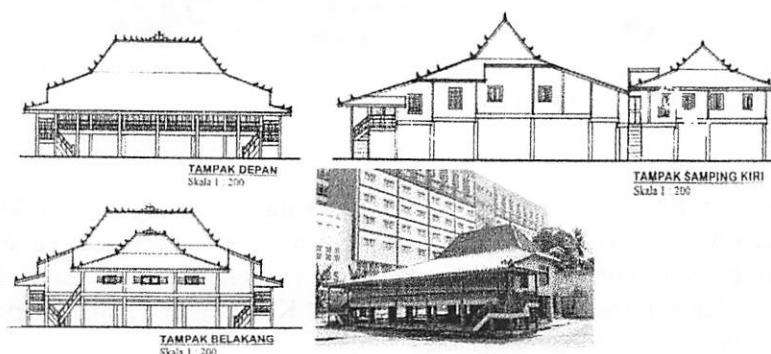 TAMPAK DEPAN
Skala 1 : 200
TAMPAK SAMPING KIRI
Skala 1 : 200
TAMPAK BELAKANG
Skala 1 : 200